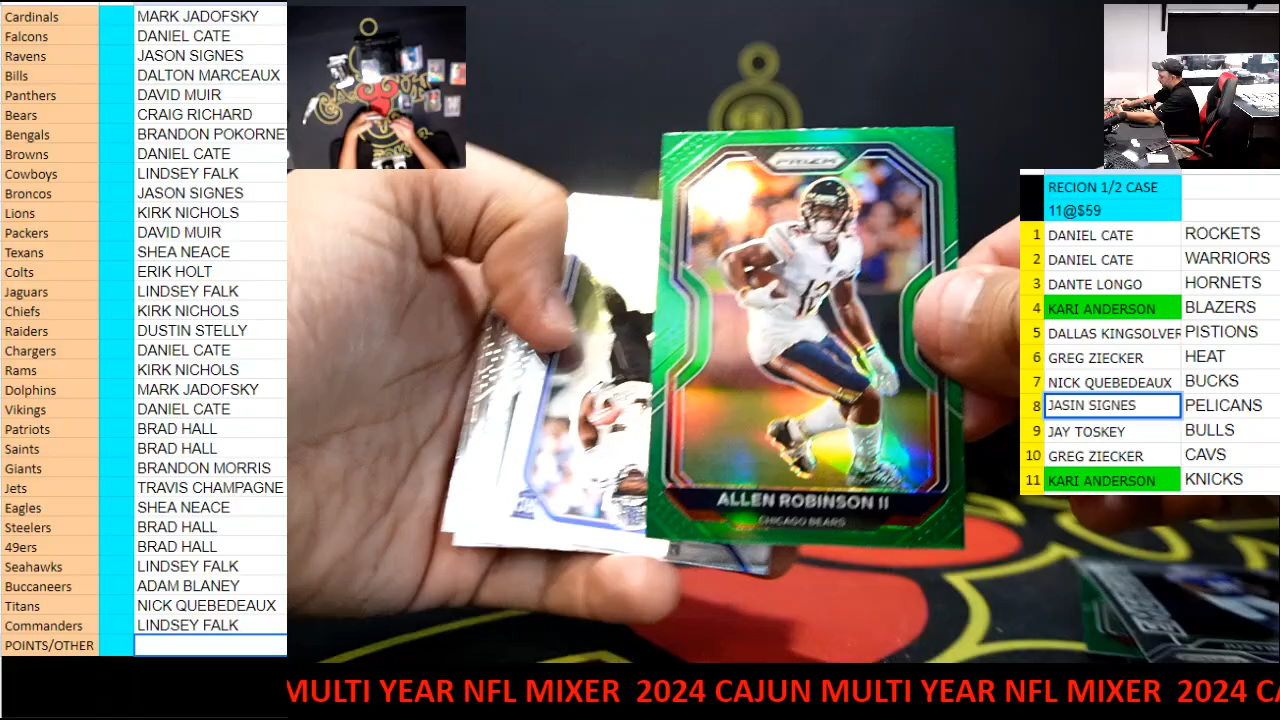 Cardinals MARK JADOFSKY
Falcons DANIEL CATE
Ravens JASON SIGNES
Bills DALTON MARCEAUX
Panthers DAVID MUIR
Bears CRAIG RICHARD
Bengals BRANDON POKORNE
Browns DANIEL CATE
Cowboys LINDSEY FALK
Broncos JASON SIGNES
Lions KIRK NICHOLS
Packers DAVID MUIR
Texans SHEA NEACE
Colts ERIK HOLT
Jaguars LINDSEY FALK
Chiefs KIRK NICHOLS
Raiders DUSTIN STELLY
Chargers DANIEL CATE
Rams KIRK NICHOLS
Dolphins MARK JADOFSKY
Vikings DANIEL CATE
Patriots BRAD HALL
Saints BRAD HALL
Giants BRANDON MORRIS
Jets TRAVIS CHAMPAGNE
Eagles SHEA NEACE
Steelers BRAD HALL
49ers BRAD HALL
Seahawks LINDSEY FALK
Buccaneers ADAM BLANEY
Titans NICK QUEBEDEAUX
Commanders LINDSEY FALK
POINTS/OTHER
PRIZM
12
ALLEN ROBINSON II
CHICAGO BEARS
RECION 1/2 CASE
11@$59
1 DANIEL CATE ROCKETS
2 DANIEL CATE WARRIORS
3 DANTE LONGO HORNETS
4 KARI ANDERSON BLAZERS
5 DALLAS KINGSOLVER PISTIONS
6 GREG ZIECKER HEAT
7 NICK QUEBEDEAUX BUCKS
8 JASIN SIGNES PELICANS
9 JAY TOSKEY BULLS
10 GREG ZIECKER CAVS
11 KARI ANDERSON KNICKS
MULTI YEAR NFL MIXER 2024 CAJUN MULTI YEAR NFL MIXER 2024 CA